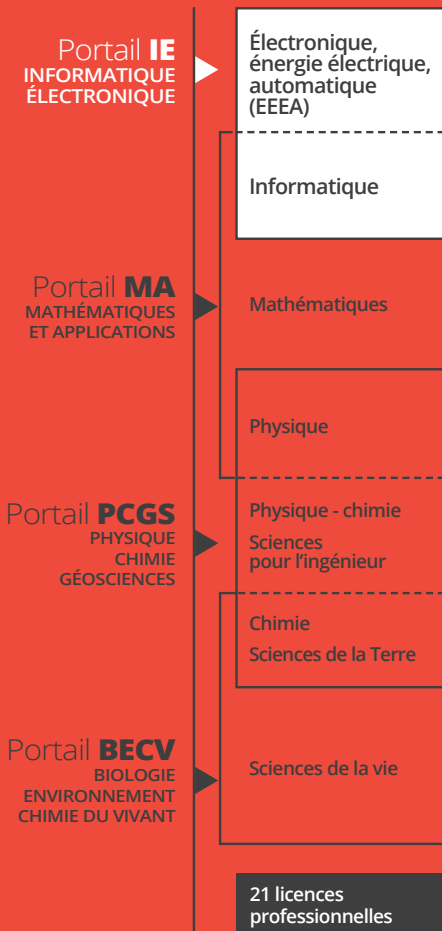 Portail IE
INFORMATIQUE
ÉLECTRONIQUE
Électronique,
énergie électrique,
automatique
(EEEA)
Informatique
Portail MA
MATHÉMATIQUES
ET APPLICATIONS
Mathématiques
Physique
Portail PCGS
PHYSIQUE
CHIMIE
GÉOSCIENCES
Physique - chimie
Sciences
pour l'ingénieur
Chimie
Sciences de la Terre
Portail BECV
BIOLOGIE
ENVIRONNEMENT
CHIMIE DU VIVANT
Sciences de la vie
21 licences
professionnelles